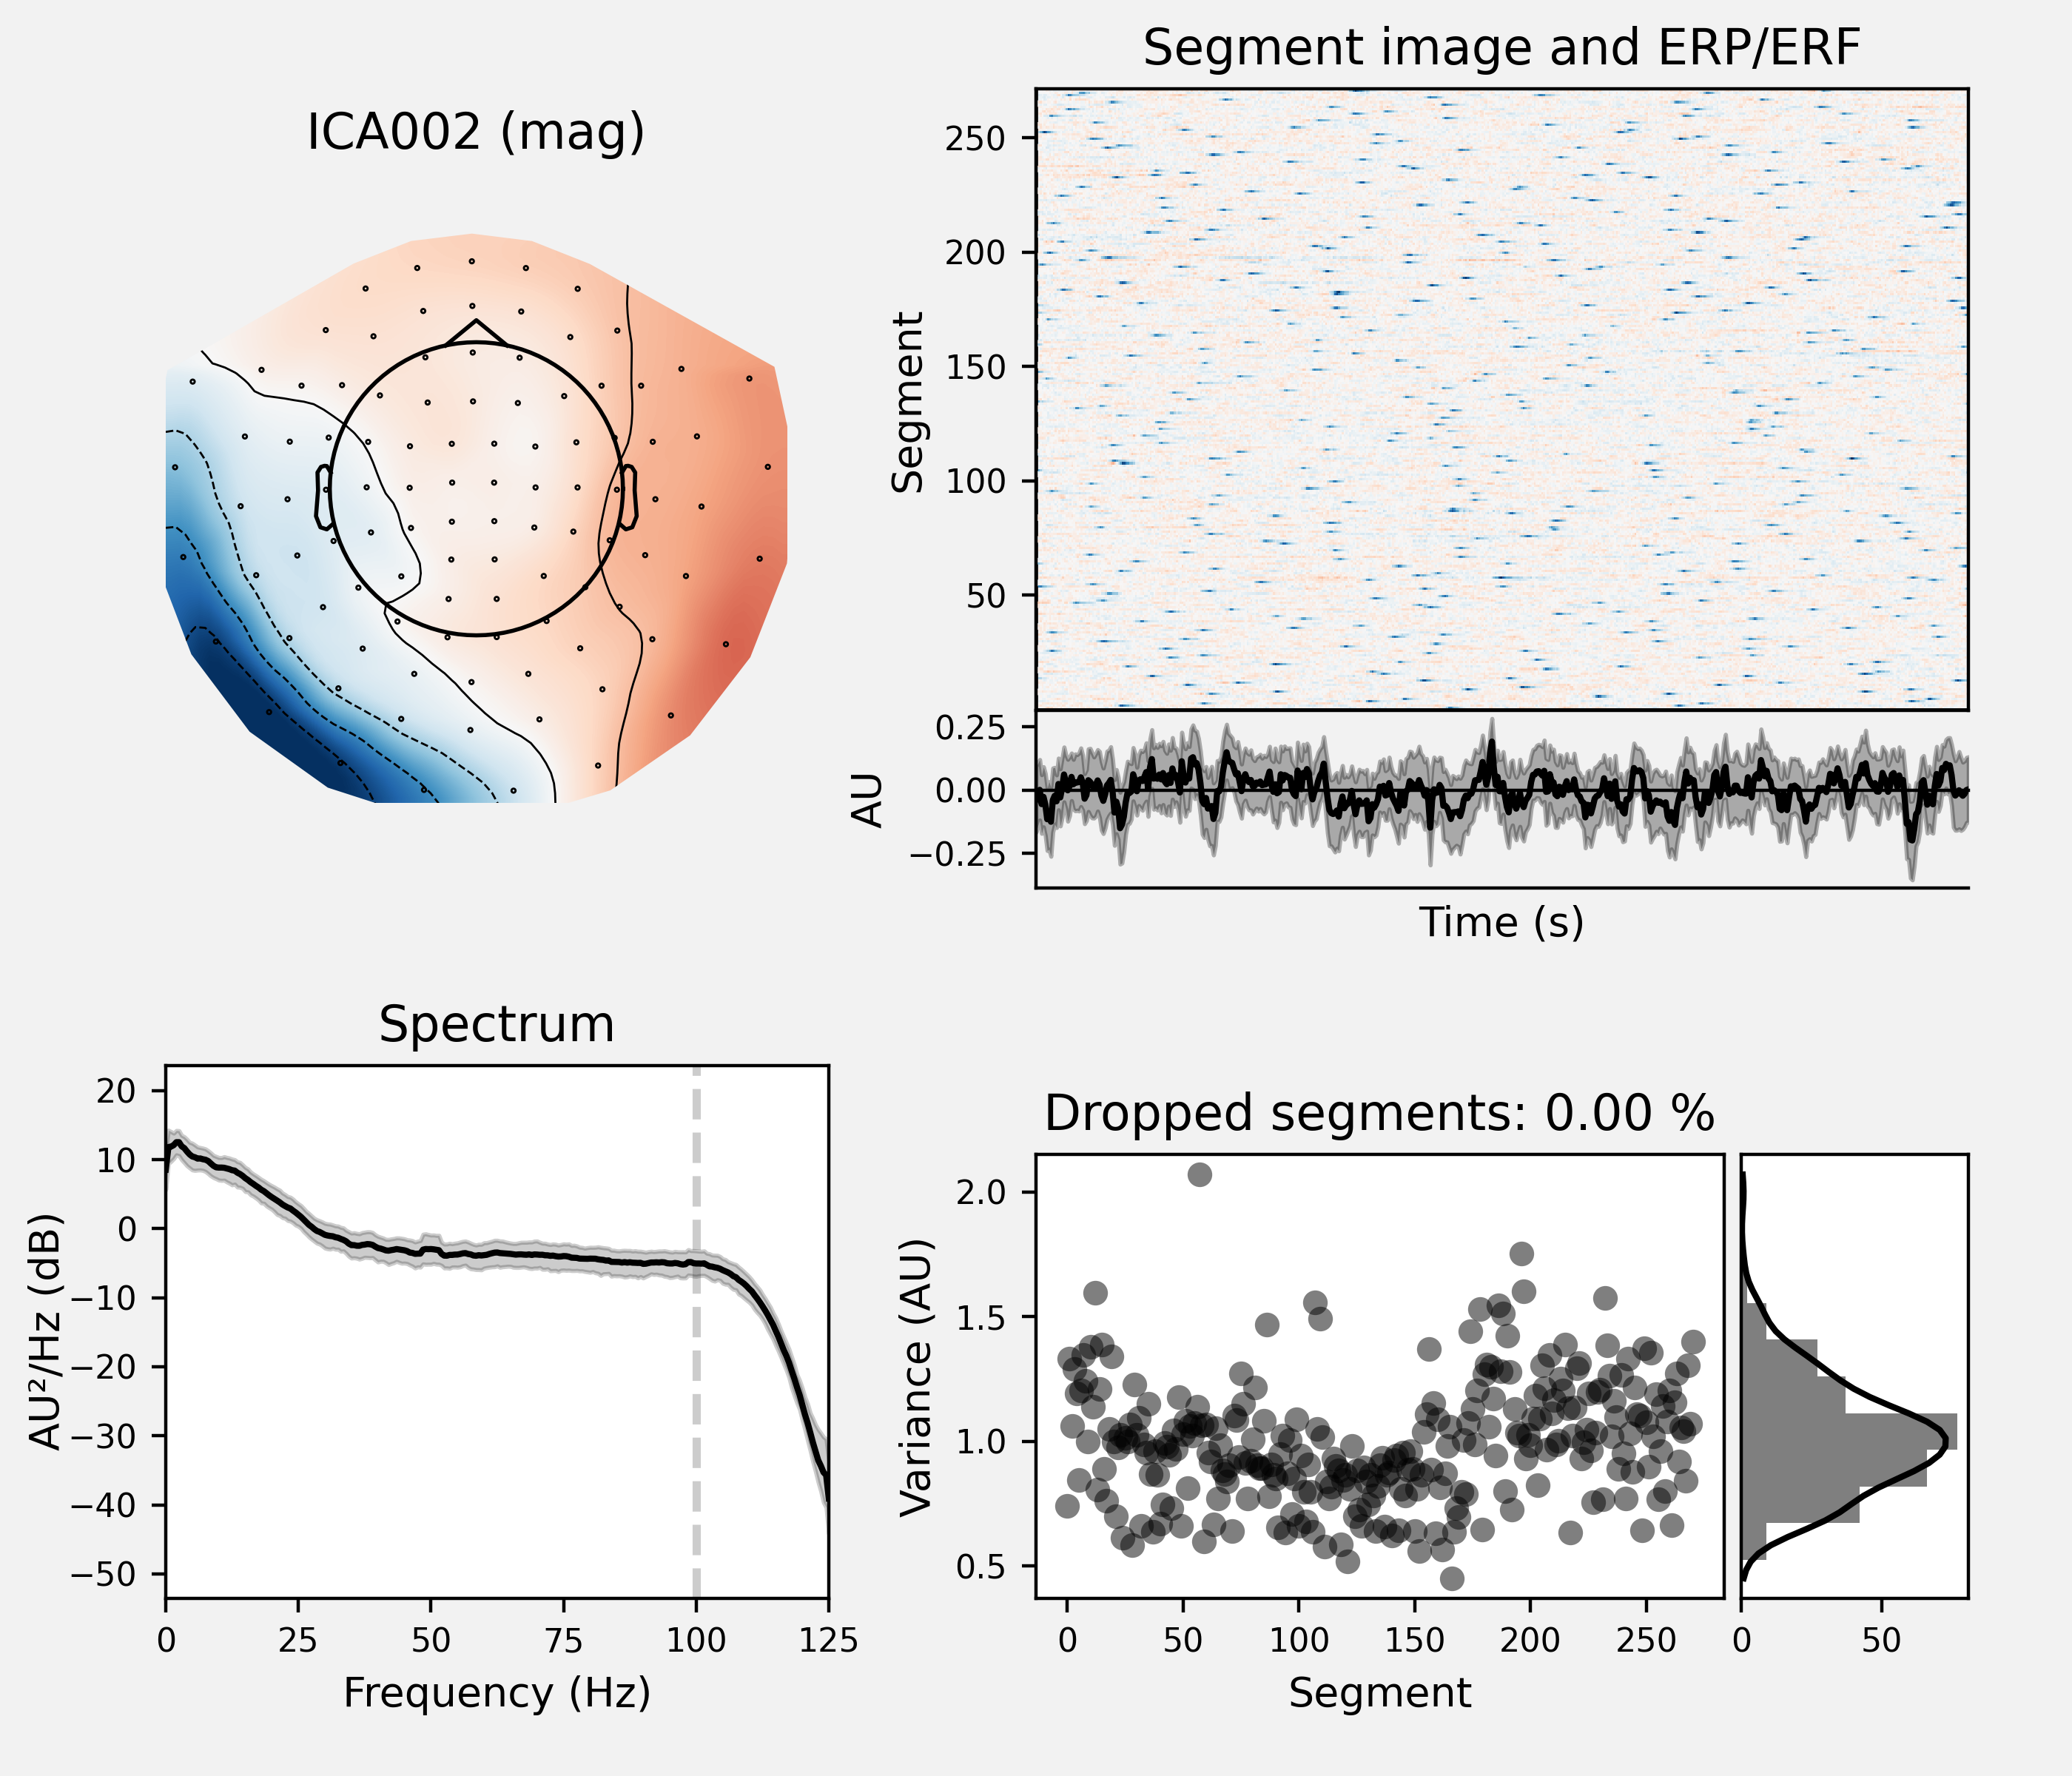 Segment image and ERP/ERF
ICA002 (mag)
Segment
250
200
150
100
50
AU
0.25
0.00
−0.25
Time (s)
Spectrum
AU²/Hz (dB)
20
10
0
−10
−20
−30
−40
−50
0 25 50 75 100 125
Frequency (Hz)
Dropped segments: 0.00 %
Variance (AU)
2.0
1.5
1.0
0.5
0 50 100 150 200 250
Segment
0 50